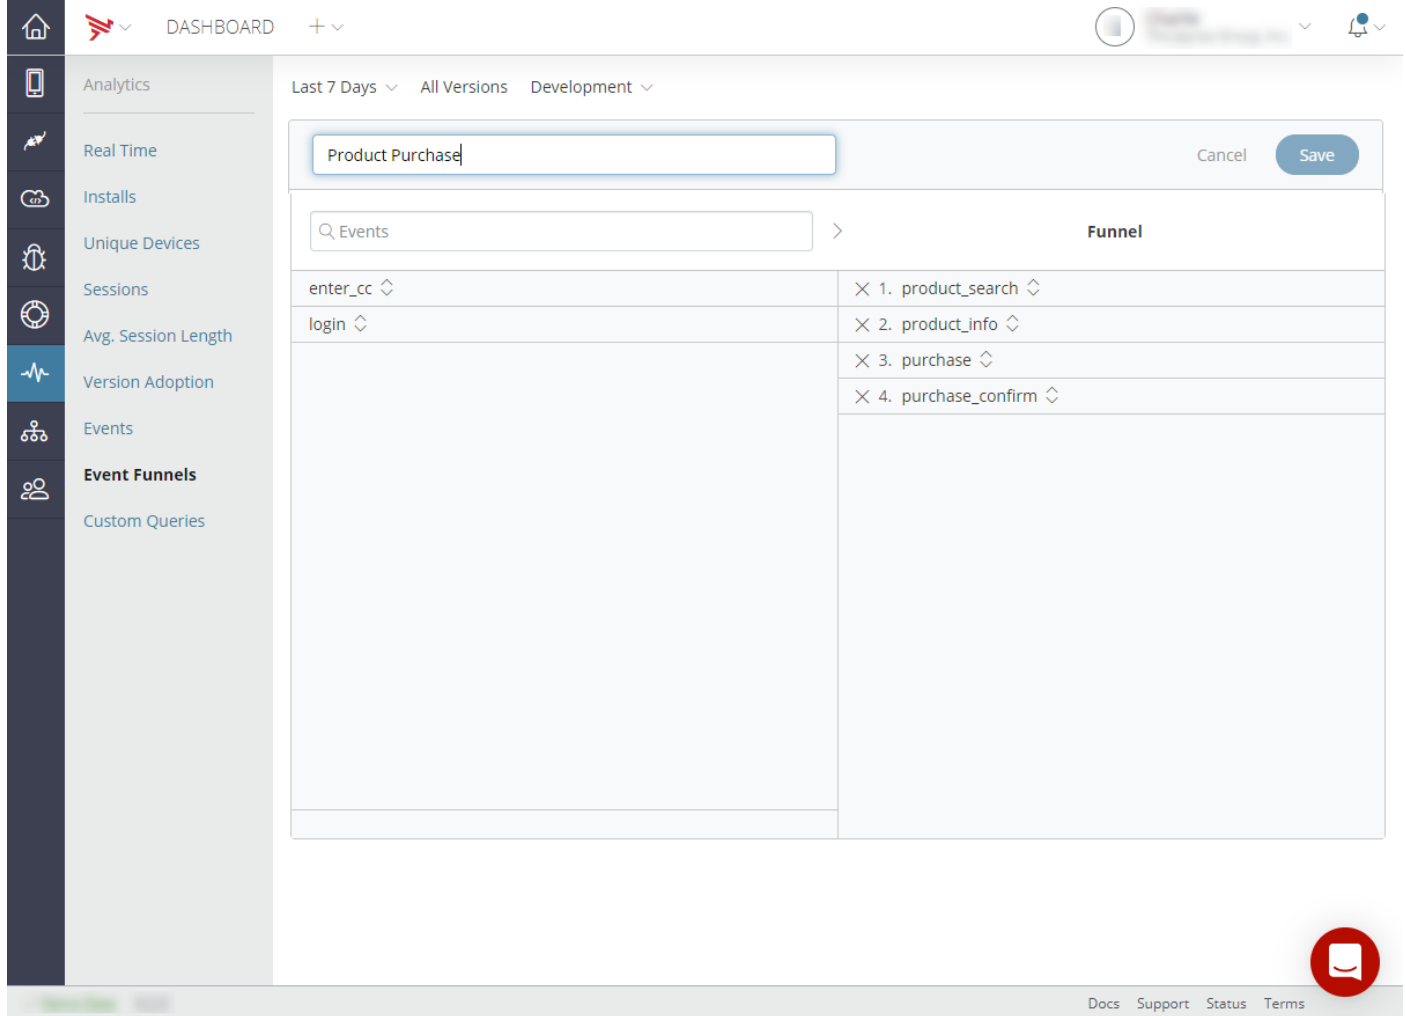 DASHBOARD
Analytics
Last 7 Days All Versions Development
Real Time
Installs
Unique Devices
Sessions
Avg. Session Length
Version Adoption
Events
Event Funnels
Custom Queries
Product Purchase
Cancel Save
Events
Funnel
enter_cc
login
1. product_search
2. product_info
3. purchase
4. purchase_confirm
Docs Support Status Terms